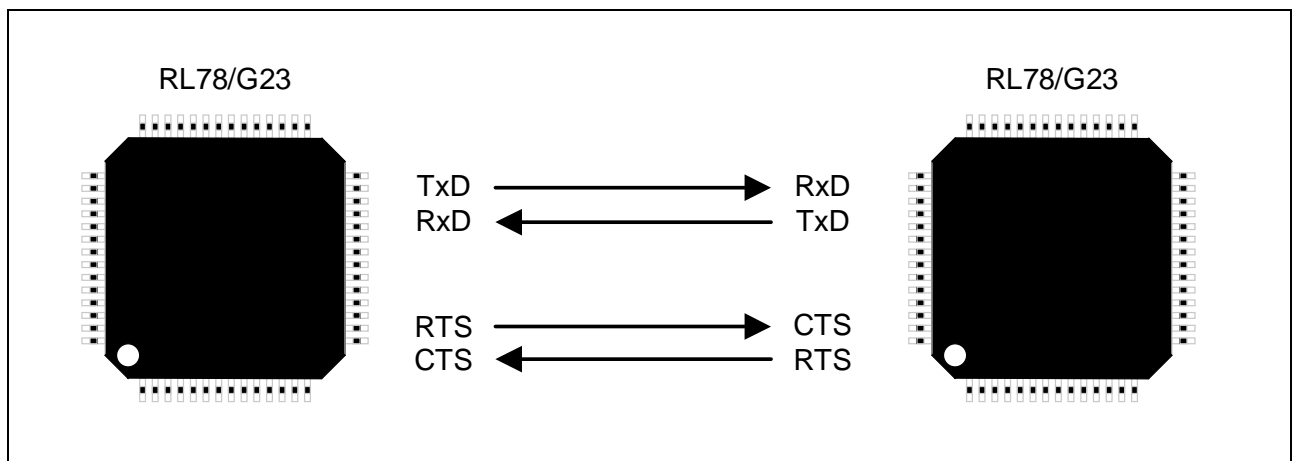 RL78/G23 RL78/G23
TxD RxD
RxD TxD
RTS CTS
CTS RTS